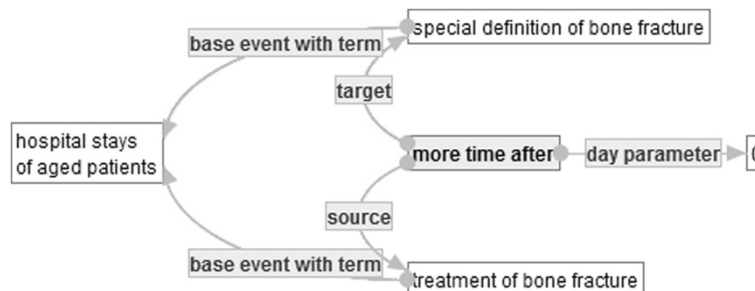 special definition of bone fracture
base event with term
target
hospital stays
of aged patients
more time after
day parameter
source
base event with term
treatment of bone fracture